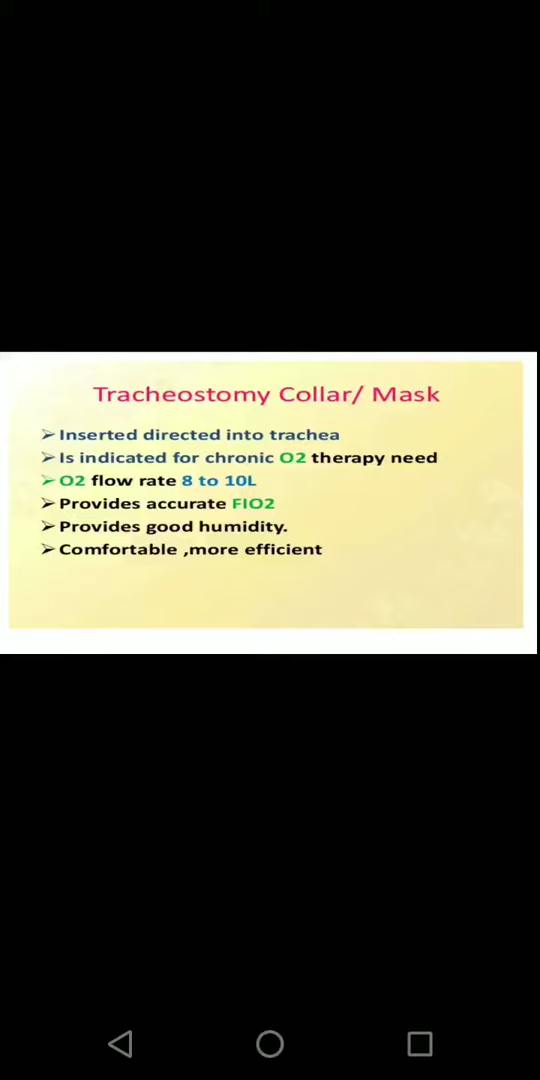 Tracheostomy Collar/ Mask
➢Inserted directed into trachea
➢Is indicated for chronic O2 therapy need
➢O2 flow rate 8 to 10L
➢Provides accurate FIO2
➢Provides good humidity.
➢Comfortable ,more efficient